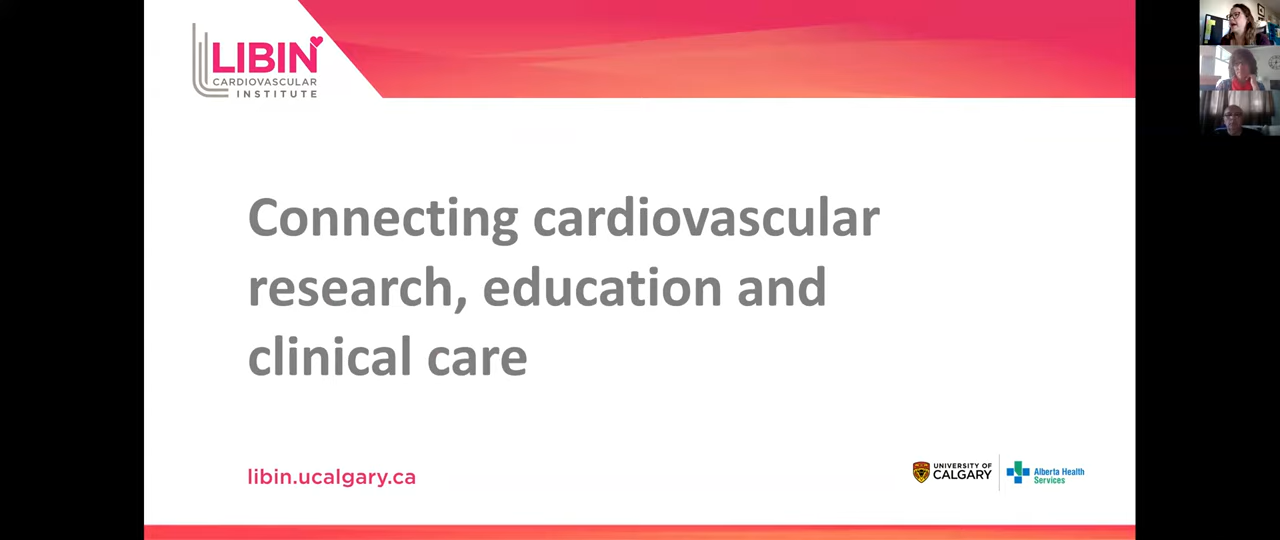 LIBIN
CARDIOVASCULAR
INSTITUTE
Connecting cardiovascular
research, education and
clinical care
libin.ucalgary.ca
UNIVERSITY OF
CALGARY
Alberta Health
Services